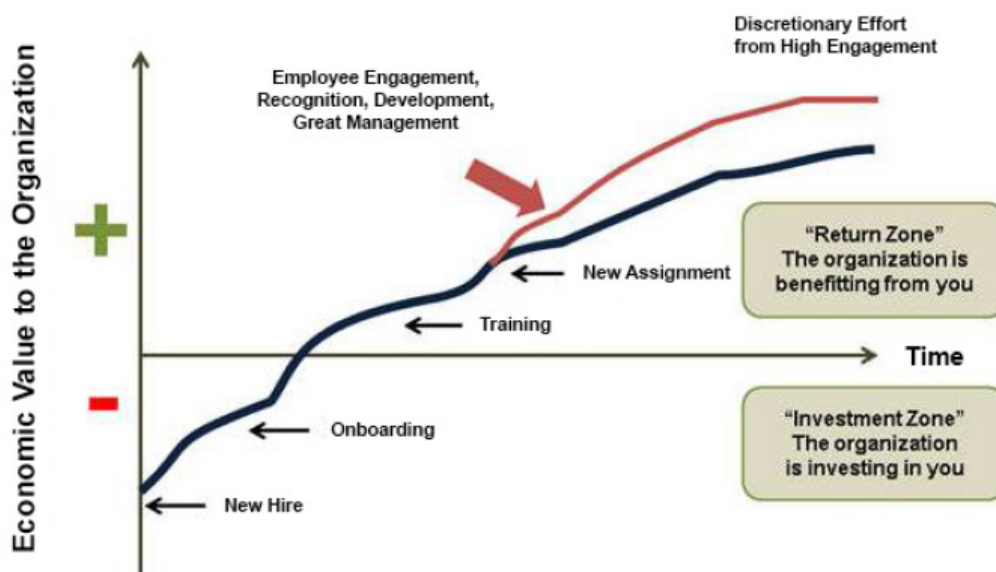 Economic Value to the Organization
Discretionary Effort
from High Engagement
Employee Engagement,
Recognition, Development,
Great Management
+
“Return Zone”
The organization is
benefitting from you
New Assignment
Training
Time
-
“Investment Zone”
The organization
is investing in you
Onboarding
New Hire